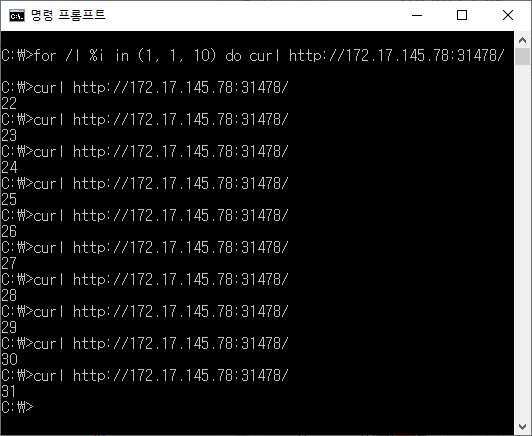 명령 프롬프트
C:\>for /l %i in (1, 1, 10) do curl http://172.17.145.78:31478/
C:\>curl http://172.17.145.78:31478/
22
C:\>curl http://172.17.145.78:31478/
23
C:\>curl http://172.17.145.78:31478/
24
C:\>curl http://172.17.145.78:31478/
25
C:\>curl http://172.17.145.78:31478/
26
C:\>curl http://172.17.145.78:31478/
27
C:\>curl http://172.17.145.78:31478/
28
C:\>curl http://172.17.145.78:31478/
29
C:\>curl http://172.17.145.78:31478/
30
C:\>curl http://172.17.145.78:31478/
31
C:\>